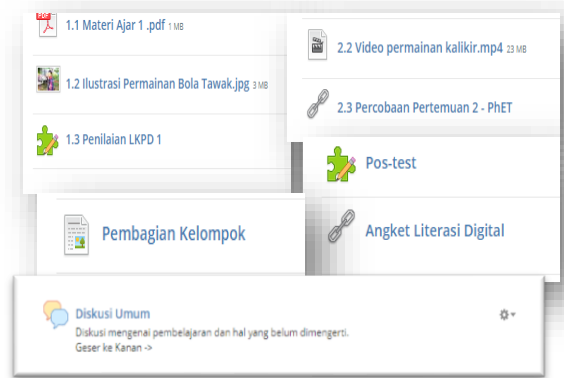 PDF
1.1 Materi Ajar 1 .pdf 1 MB
1.2 Ilustrasi Permainan Bola Tawak.jpg 3 MB
1.3 Penilaian LKPD 1
2.2 Video permainan kalikir.mp4 23 MB
2.3 Percobaan Pertemuan 2 - PhET
Pos-test
Pembagian Kelompok
Angket Literasi Digital
Diskusi Umum
Diskusi mengenai pembelajaran dan hal yang belum dimengerti.
Geser ke Kanan ->